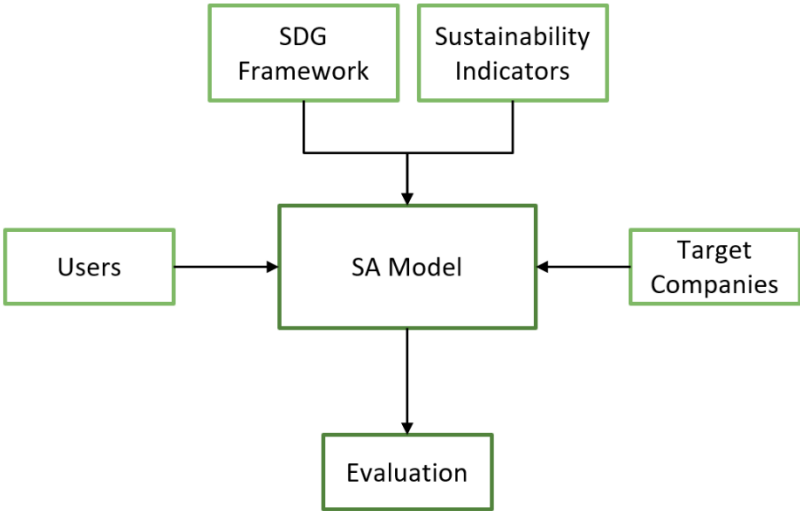 SDG
Framework
Sustainability
Indicators
Users
SA Model
Target
Companies
Evaluation